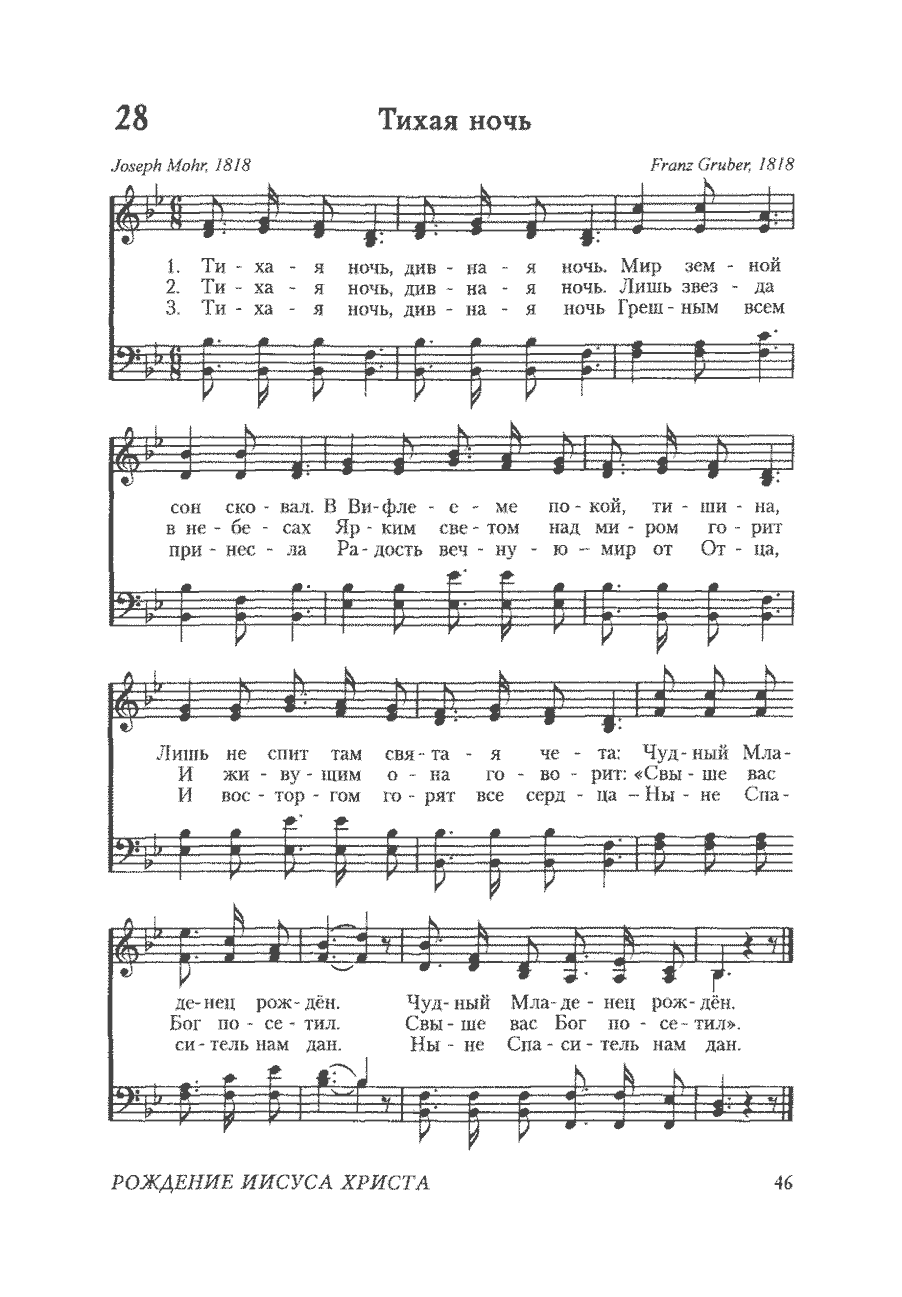 28 Тихая ночь
Joseph Mohr, 1818 Franz Gruber, 1818
1. Ти - ха - я ночь, див - на - я ночь. Мир зем - ной
2. Ти - ха - я ночь, див - на - я ночь. Лишь звез - да
3. Ти - ха - я ночь, див - на - я ночь Греш - ным всем
сон ско - вал. В Ви - фле - е - ме по - кой, ти - ши - на,
в не - бе - сах Яр - ким све - том над ми - ром го - рит
при - нес - ла Ра - дость веч - ну - ю – мир от От - ца,
Лишь не спит там свя - та - я че - та: Чуд - ный Мла -
И жи - ву - щим о - на го - во - рит: «Свы - ше вас
И вос - тор - гом го - рят все серд - ца – Ны - не Спа -
де - нец рож - дён. Чуд - ный Мла - де - нец рож - дён.
Бог по - се - тил. Свы - ше вас Бог по - се - тил».
си - тель нам дан. Ны - не Спа - си - тель нам дан.
РОЖДЕНИЕ ИИСУСА ХРИСТА 46